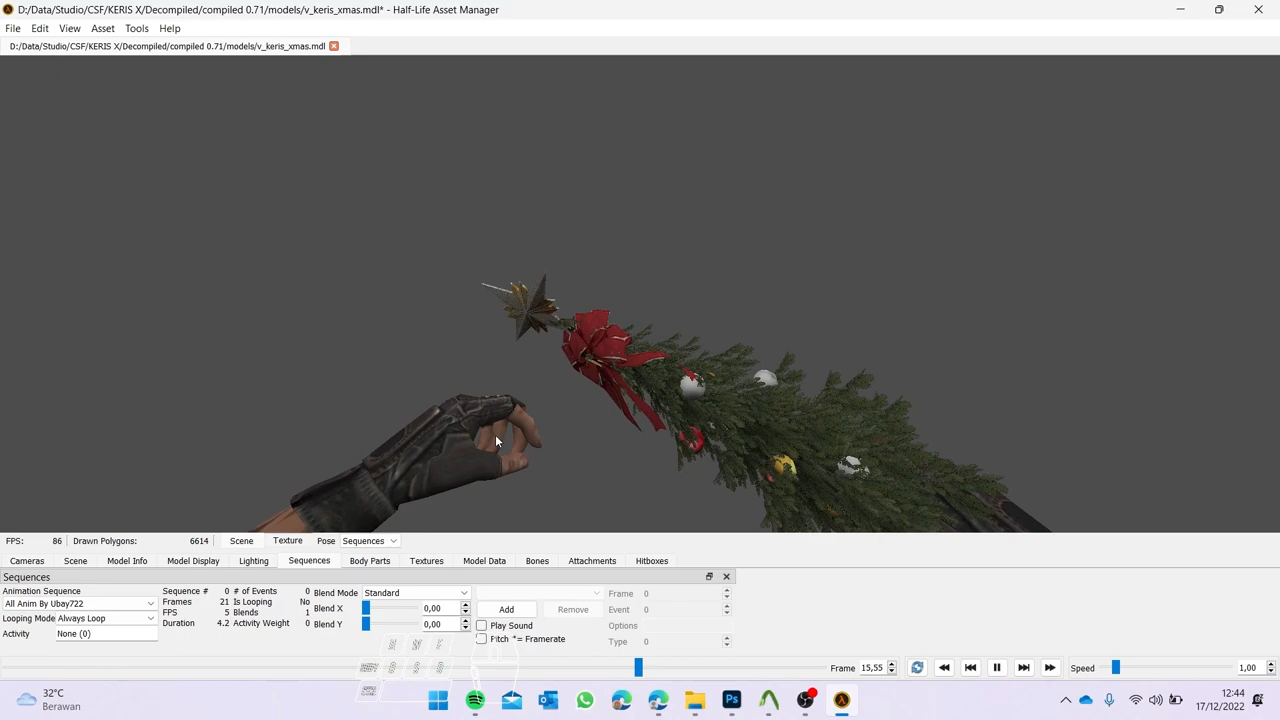 D:/Data/Studio/CSF/KERIS X/Decompiled/compiled 0.71/models/v_keris_xmas.mdl* - Half-Life Asset Manager
File Edit View Asset Tools Help
D:/Data/Studio/CSF/KERIS X/Decompiled/compiled 0.71/models/v_keris_xmas.mdl
FPS: 86 Drawn Polygons: 6614 Scene Texture Pose Sequences
Cameras Scene Model Info Model Display Lighting Sequences Body Parts Textures Model Data Bones Attachments Hitboxes
Sequences
Animation Sequence Sequence # 0 # of Events 0 Blend Mode Standard Frame 0
All Anim By Ubay722 Frames 21 Is Looping No Blend X 0,00 Add Remove Event 0
Looping Mode Always Loop FPS 5 Blends 1 Blend Y 0,00 Play Sound Options
Activity None (0) Duration 4.2 Activity Weight 0 Pitch *= Framerate Type 0
Frame 15,55 Speed 1,00
32°C 12:44
Berawan 17/12/2022